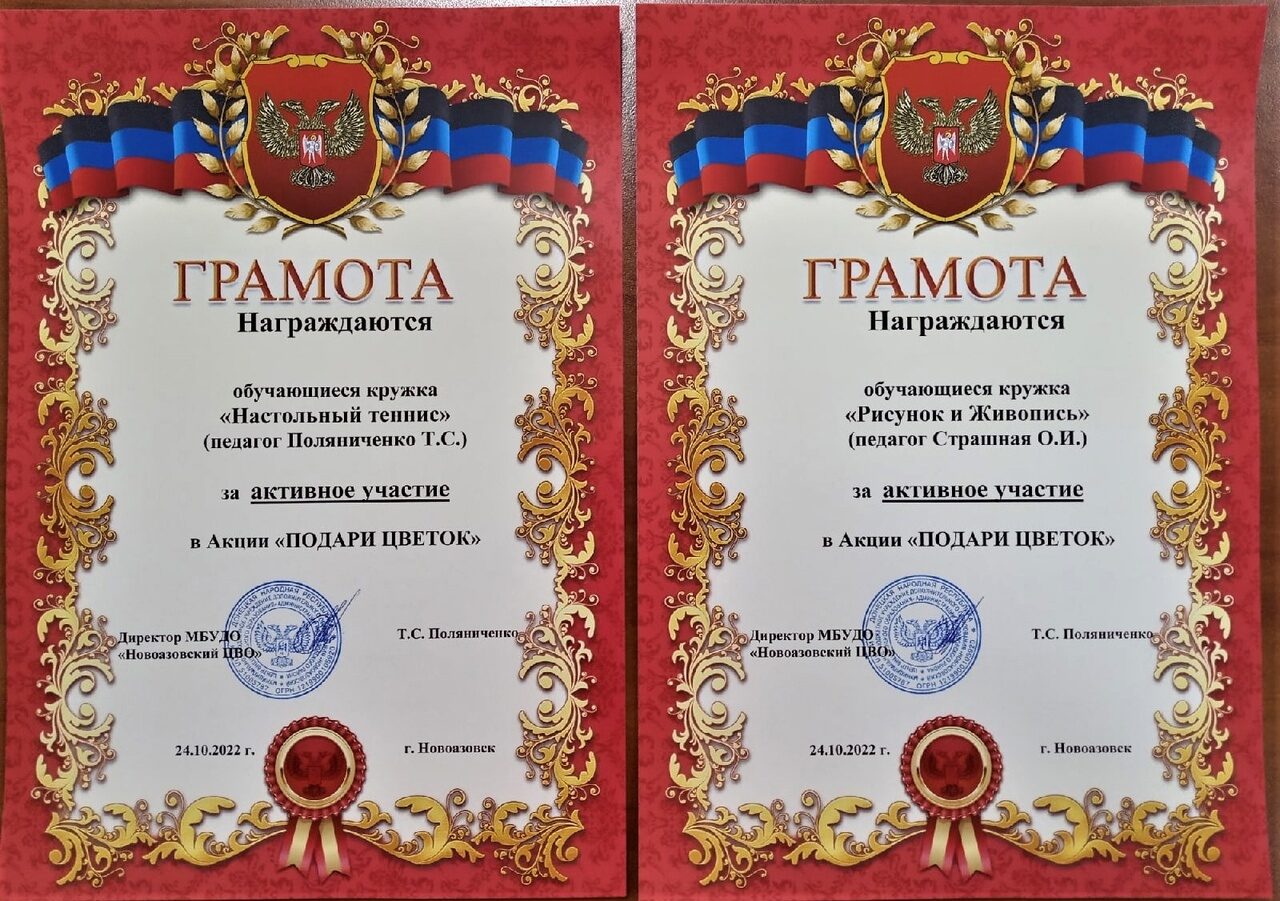 ГРАМОТА
Награждаются
обучающиеся кружка
«Настольный теннис»
(педагог Поляниченко Т.С.)
за активное участие
в Акции «ПОДАРИ ЦВЕТОК»
Директор МБУДО
«Новоазовский ЦВО»
Т.С. Поляниченко
24.10.2022 г.
г. Новоазовск
ГРАМОТА
Награждаются
обучающиеся кружка
«Рисунок и Живопись»
(педагог Страшная О.И.)
за активное участие
в Акции «ПОДАРИ ЦВЕТОК»
Директор МБУДО
«Новоазовский ЦВО»
Т.С. Поляниченко
24.10.2022 г.
г. Новоазовск